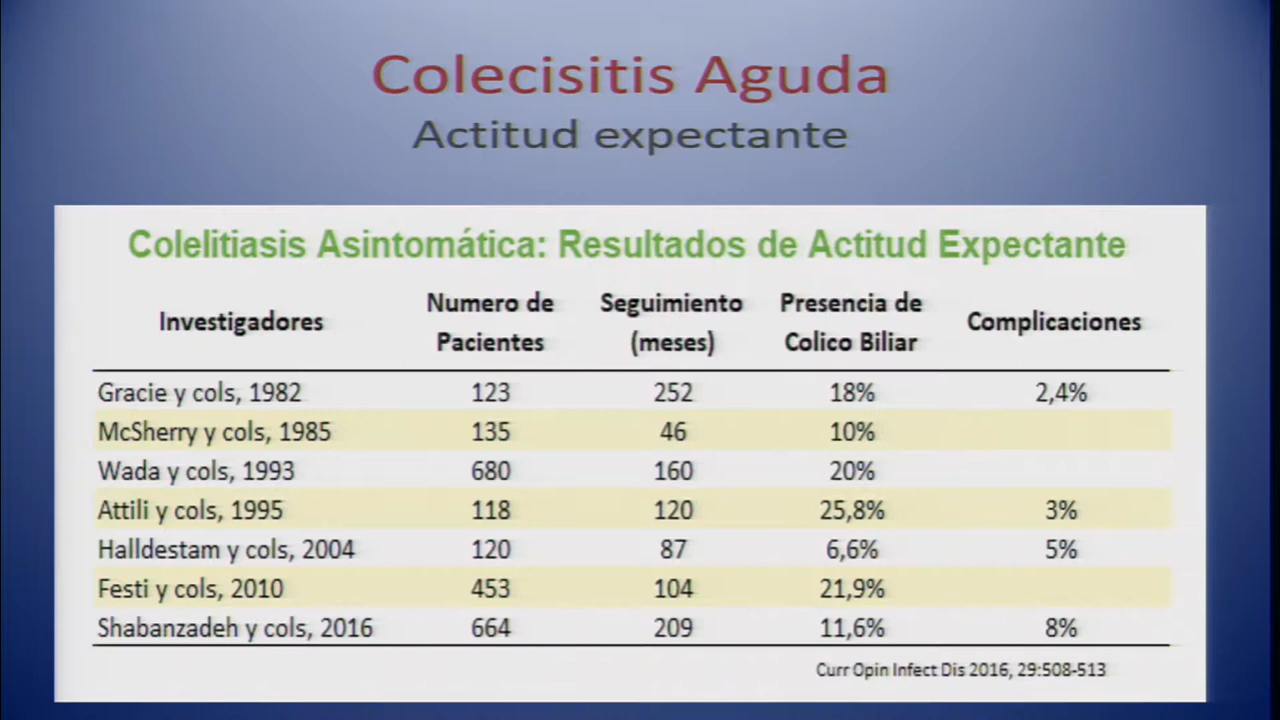 Colecisitis Aguda
Actitud expectante
Colelitiasis Asintomática: Resultados de Actitud Expectante
Investigadores Numero de Pacientes Seguimiento (meses) Presencia de Colico Biliar Complicaciones
Gracie y cols, 1982 123 252 18% 2,4%
McSherry y cols, 1985 135 46 10%
Wada y cols, 1993 680 160 20%
Attili y cols, 1995 118 120 25,8% 3%
Halldestam y cols, 2004 120 87 6,6% 5%
Festi y cols, 2010 453 104 21,9%
Shabanzadeh y cols, 2016 664 209 11,6% 8%
Curr Opin Infect Dis 2016, 29:508-513